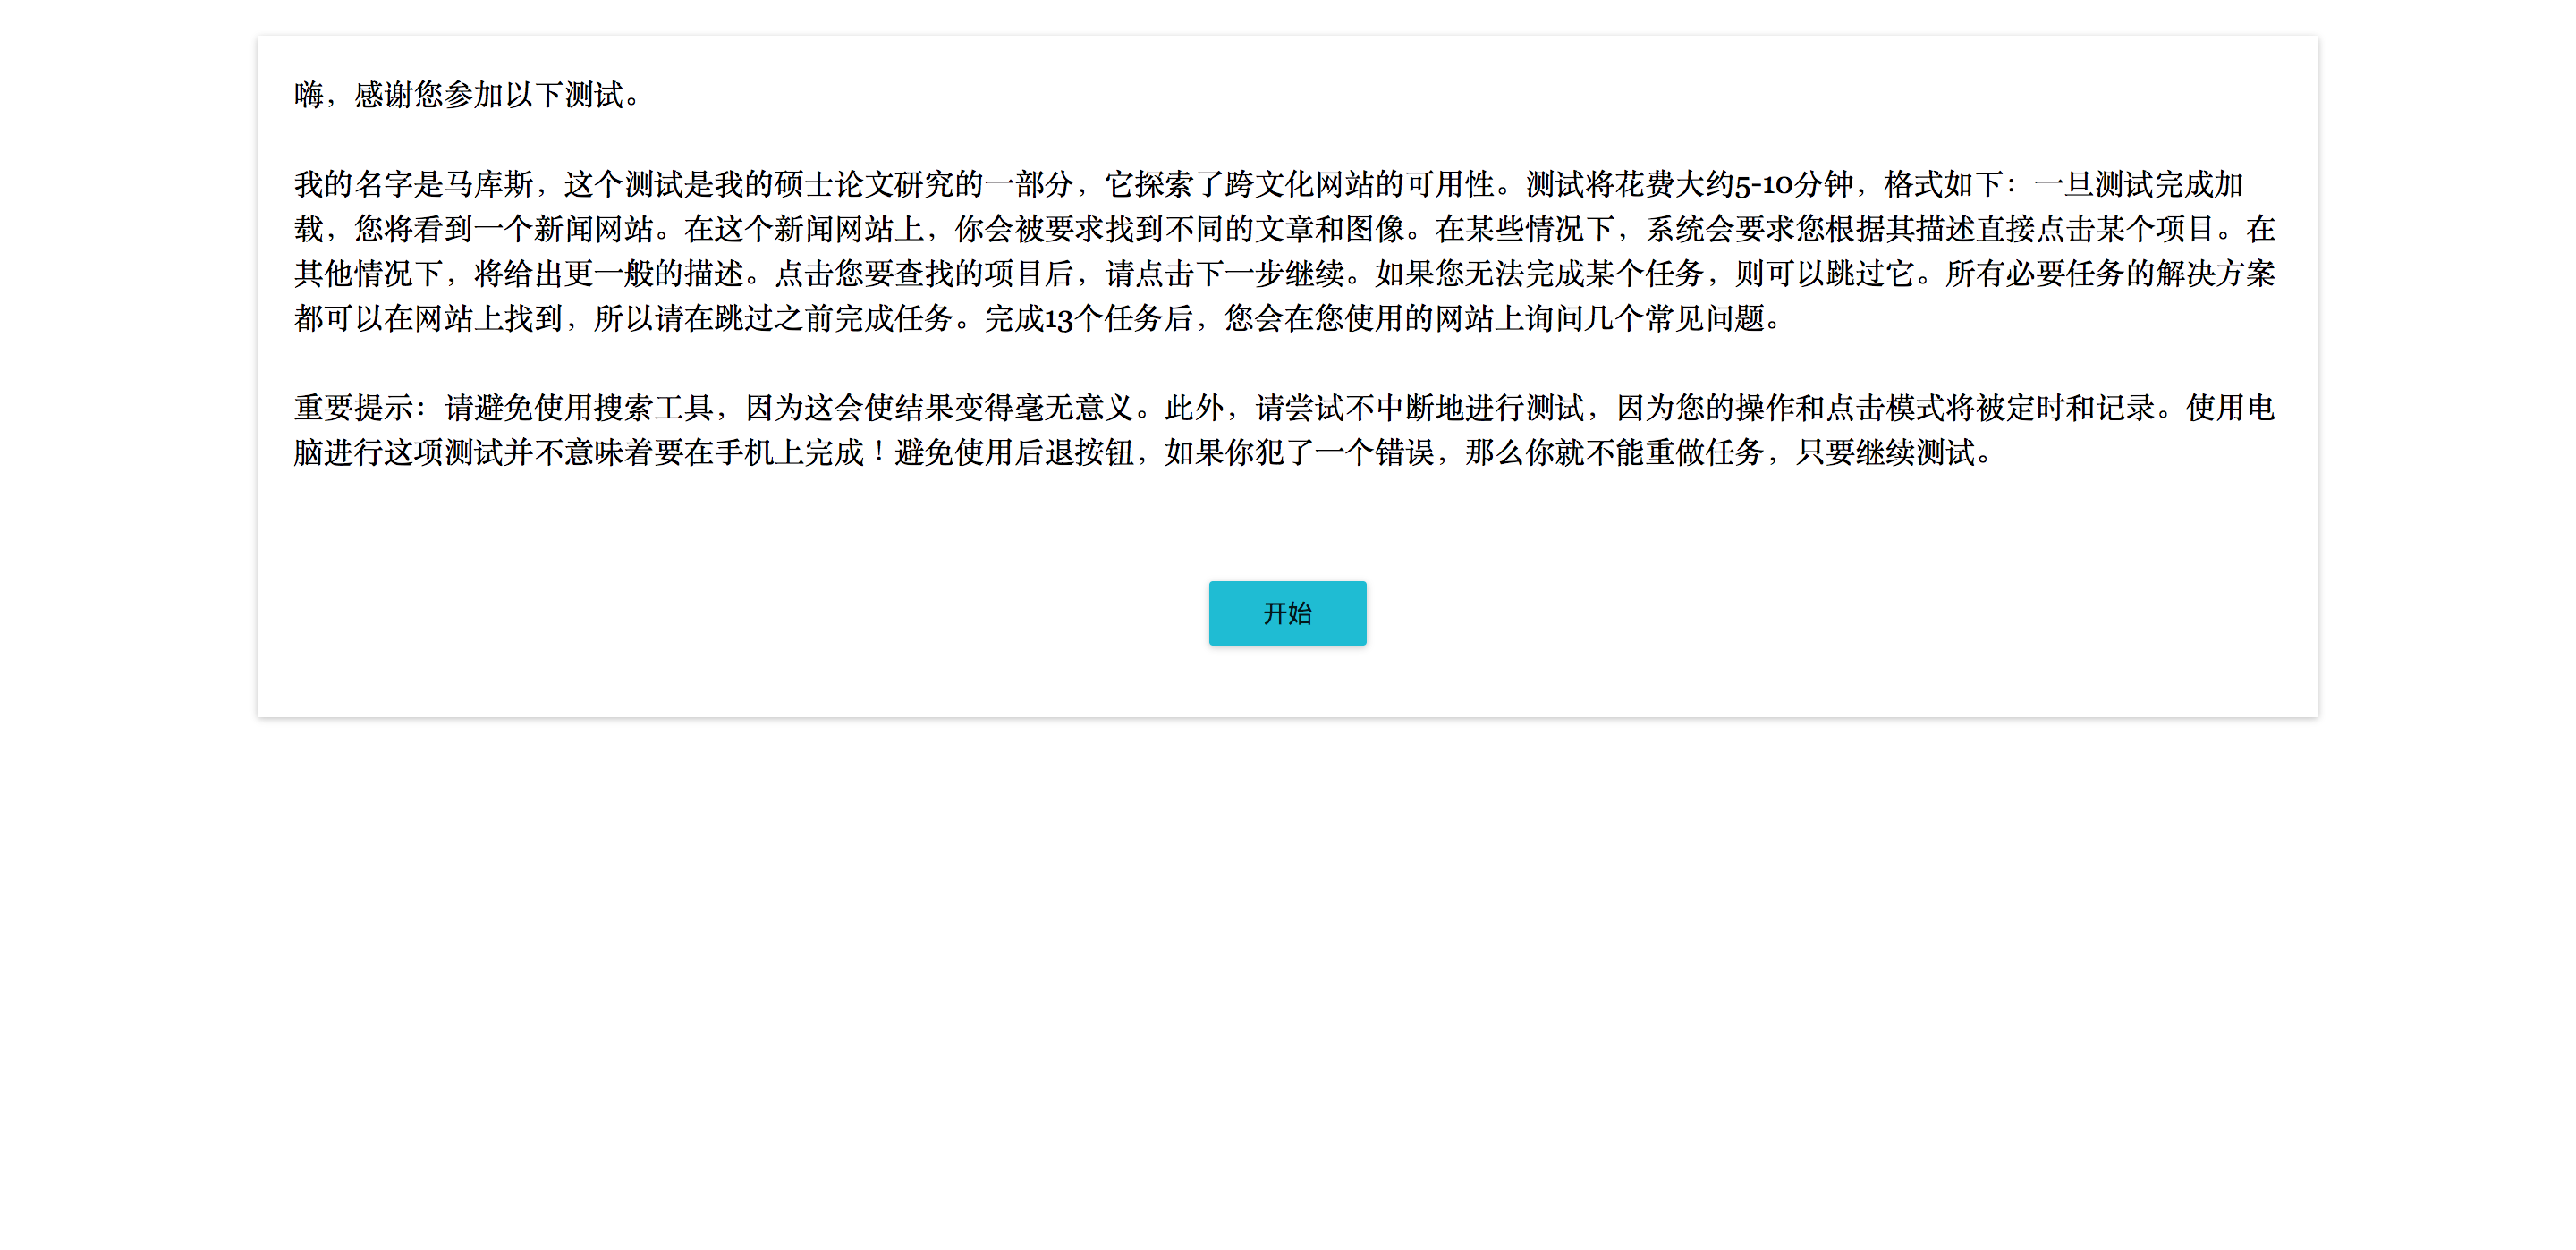 嗨，感谢您参加以下测试。
我的名字是马库斯，这个测试是我的硕士论文研究的一部分，它探索了跨文化网站的可用性。测试将花费大约5-10分钟，格式如下：一旦测试完成加
载，您将看到一个新闻网站。在这个新闻网站上，你会被要求找到不同的文章和图像。在某些情况下，系统会要求您根据其描述直接点击某个项目。在
其他情况下，将给出更一般的描述。点击您要查找的项目后，请点击下一步继续。如果您无法完成某个任务，则可以跳过它。所有必要任务的解决方案
都可以在网站上找到，所以请在跳过之前完成任务。完成13个任务后，您会在您使用的网站上询问几个常见问题。
重要提示：请避免使用搜索工具，因为这会使结果变得毫无意义。此外，请尝试不中断地进行测试，因为您的操作和点击模式将被定时和记录。使用电
脑进行这项测试并不意味着要在手机上完成！避免使用后退按钮，如果你犯了一个错误，那么你就不能重做任务，只要继续测试。
开始